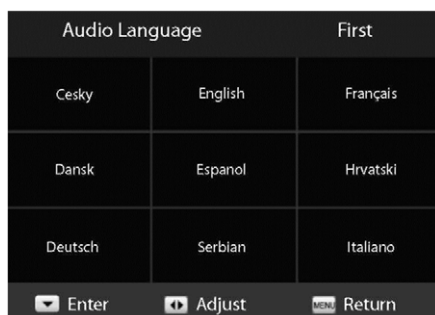 Audio Language First
Cesky English Français
Dansk Espanol Hrvatski
Deutsch Serbian Italiano
Enter Adjust MENU Return